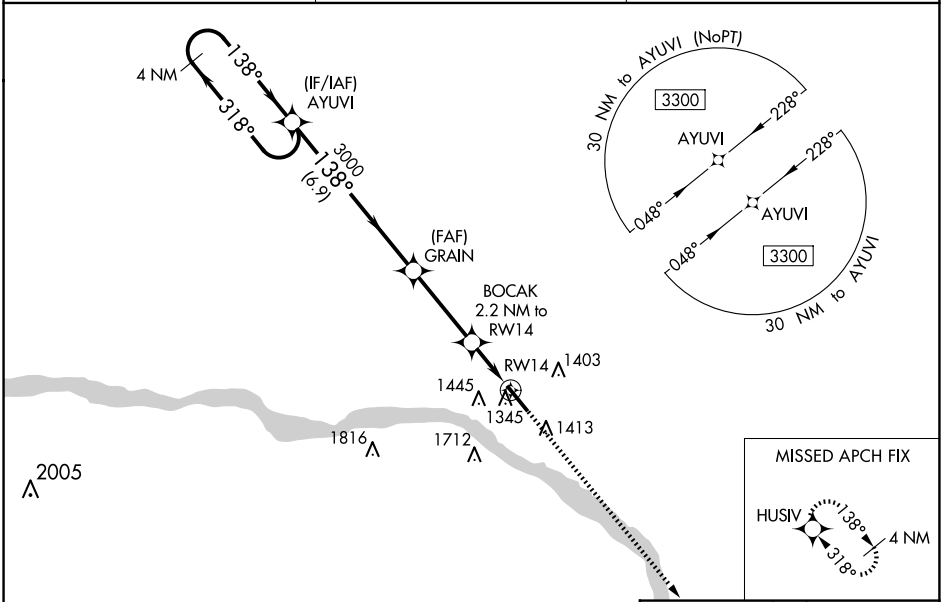 4 NM
138°
318°
(IF/IAF)
AYUVI
3000
138°
(6.9)
(FAF)
GRAIN
BOCAK
2.2 NM to
RW14
RW14
1403
1445
1345
1413
1816
1712
2005
30 NM to AYUVI (NoPT)
3300
AYUVI
228°
048°
228°
AYUVI
048°
3300
30 NM to AYUVI
MISSED APCH FIX
HUSIV
138°
318°
4 NM